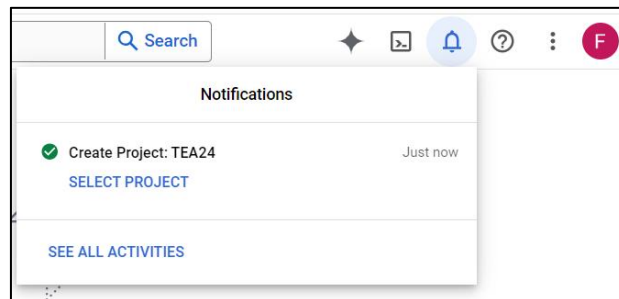 Search
F
Notifications
Create Project: TEA24 Just now
SELECT PROJECT
SEE ALL ACTIVITIES